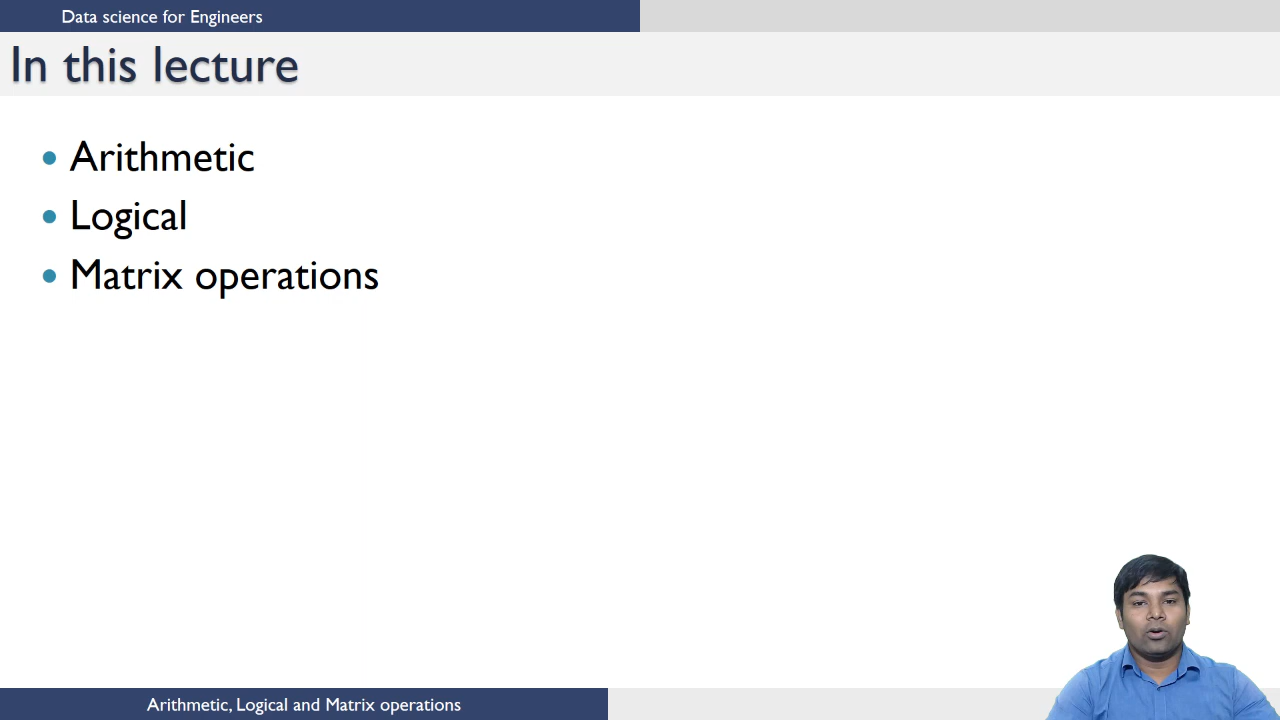 Data science for Engineers
In this lecture
• Arithmetic
• Logical
• Matrix operations
Arithmetic, Logical and Matrix operations